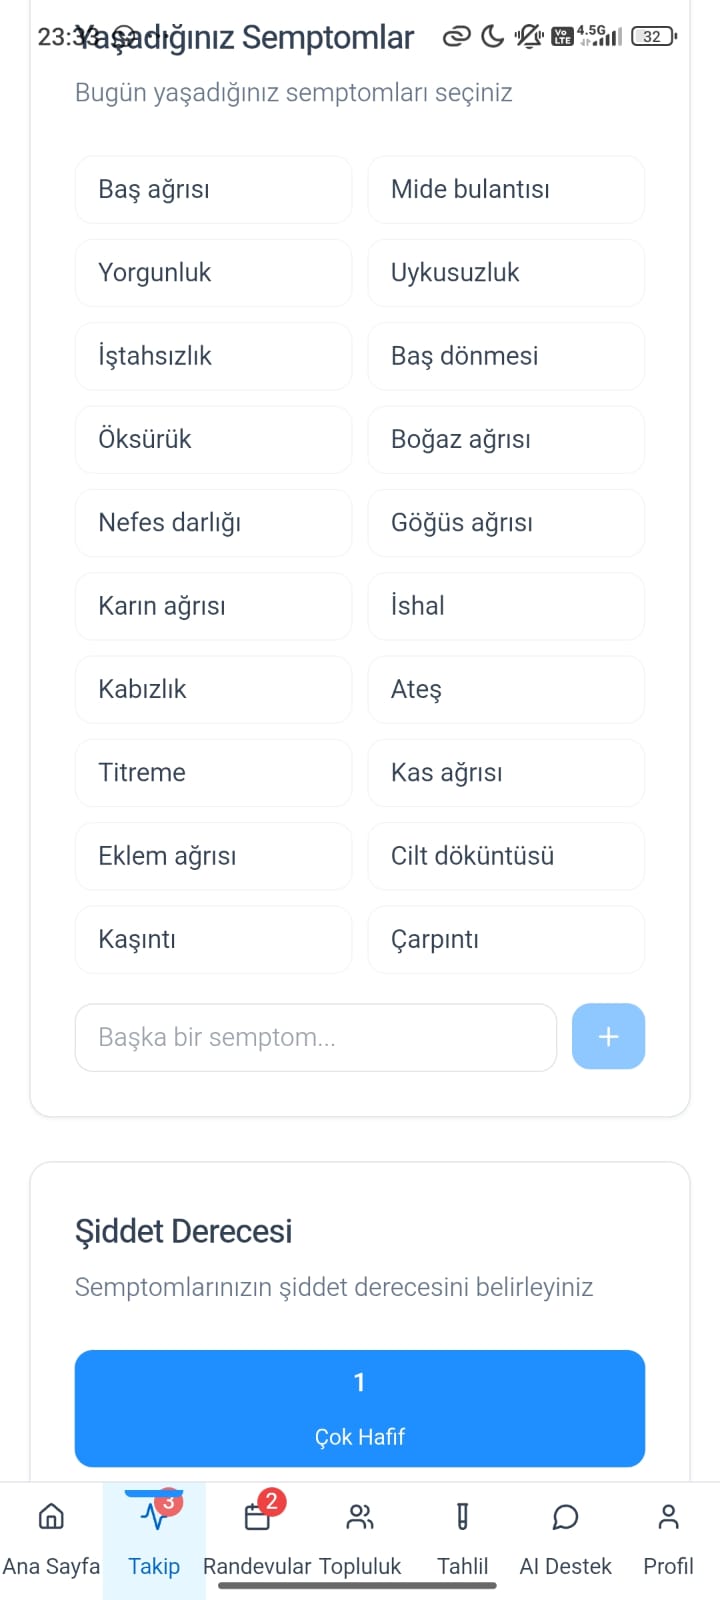 23:33
Yaşadığınız Semptomlar
Vo LTE 4.5G 32
Bugün yaşadığınız semptomları seçiniz
Baş ağrısı Mide bulantısı
Yorgunluk Uykusuzluk
İştahsızlık Baş dönmesi
Öksürük Boğaz ağrısı
Nefes darlığı Göğüs ağrısı
Karın ağrısı İshal
Kabızlık Ateş
Titreme Kas ağrısı
Eklem ağrısı Cilt döküntüsü
Kaşıntı Çarpıntı
Başka bir semptom...
Şiddet Derecesi
Semptomlarınızın şiddet derecesini belirleyiniz
1
Çok Hafif
3 2
Ana Sayfa Takip Randevular Topluluk Tahlil AI Destek Profil